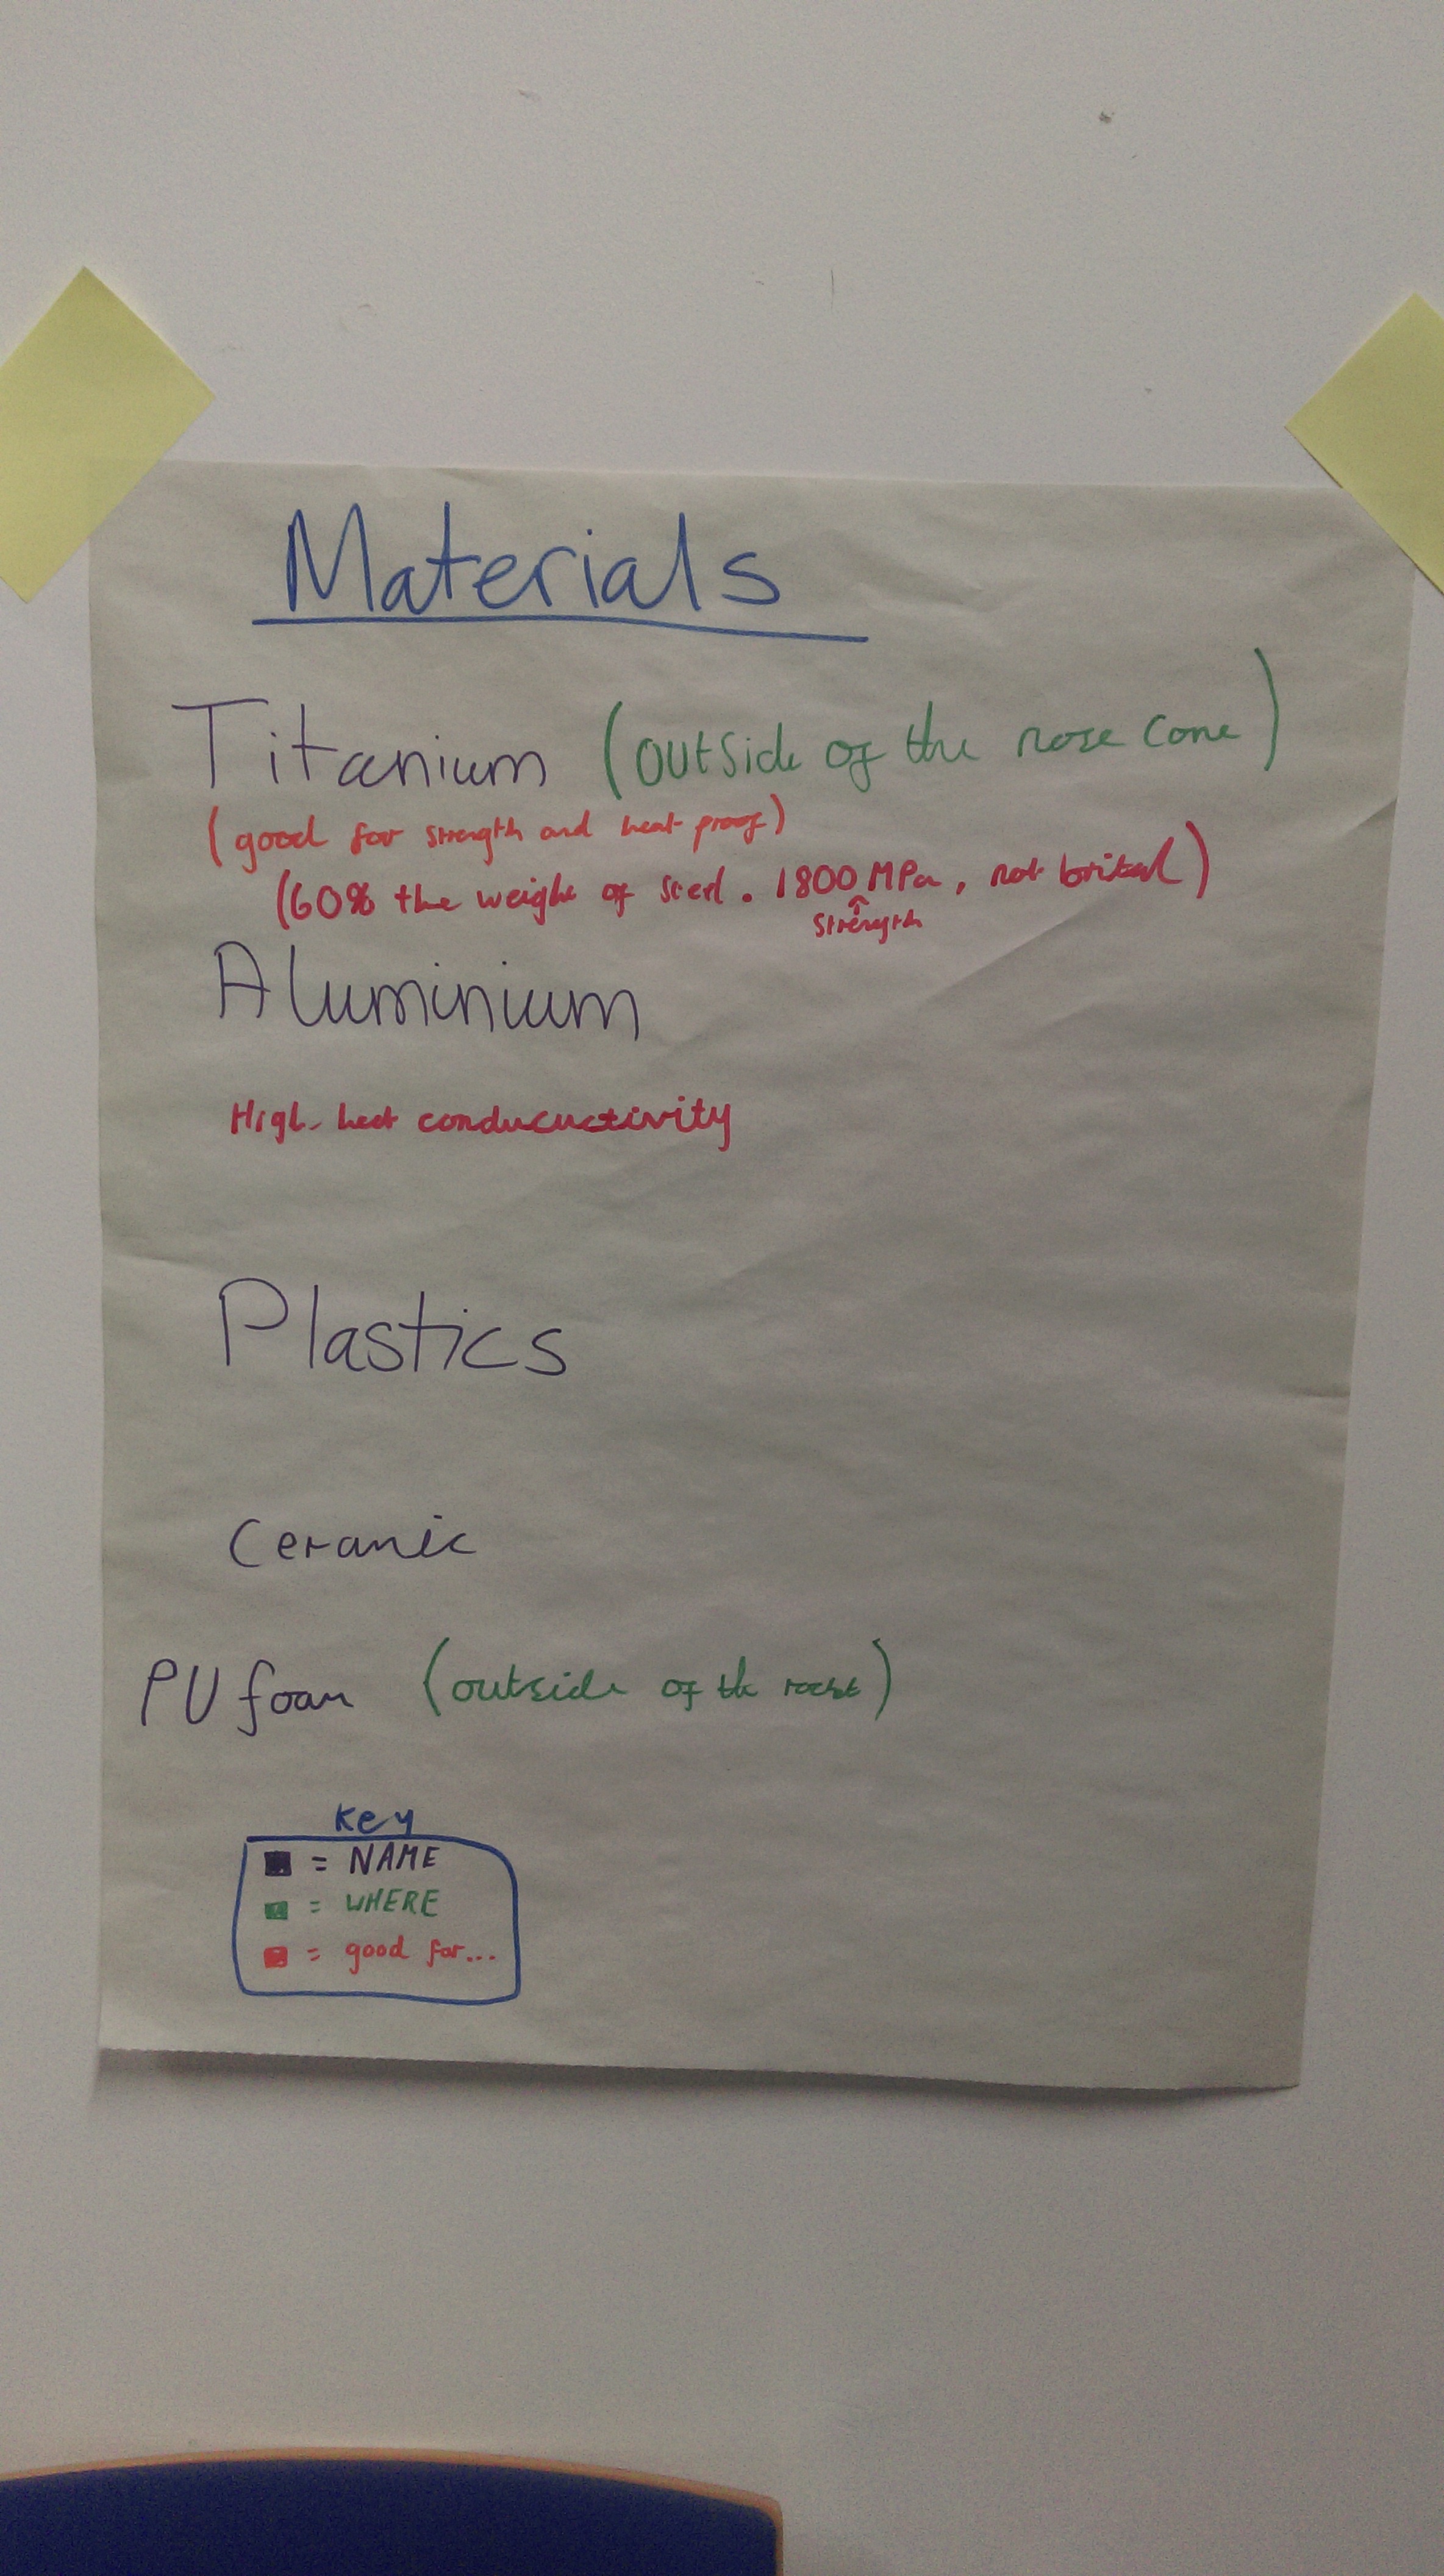 Materials
Titanium (outside of the nose cone)
(good for strength and heat proof)
(60% the weight of steel. 1800 MPa, not brital)
strength
Aluminium
High heat conducuctivity
Plastics
Ceramic
PU foam (outside of the rocket)
Key
= NAME
= WHERE
= good for...